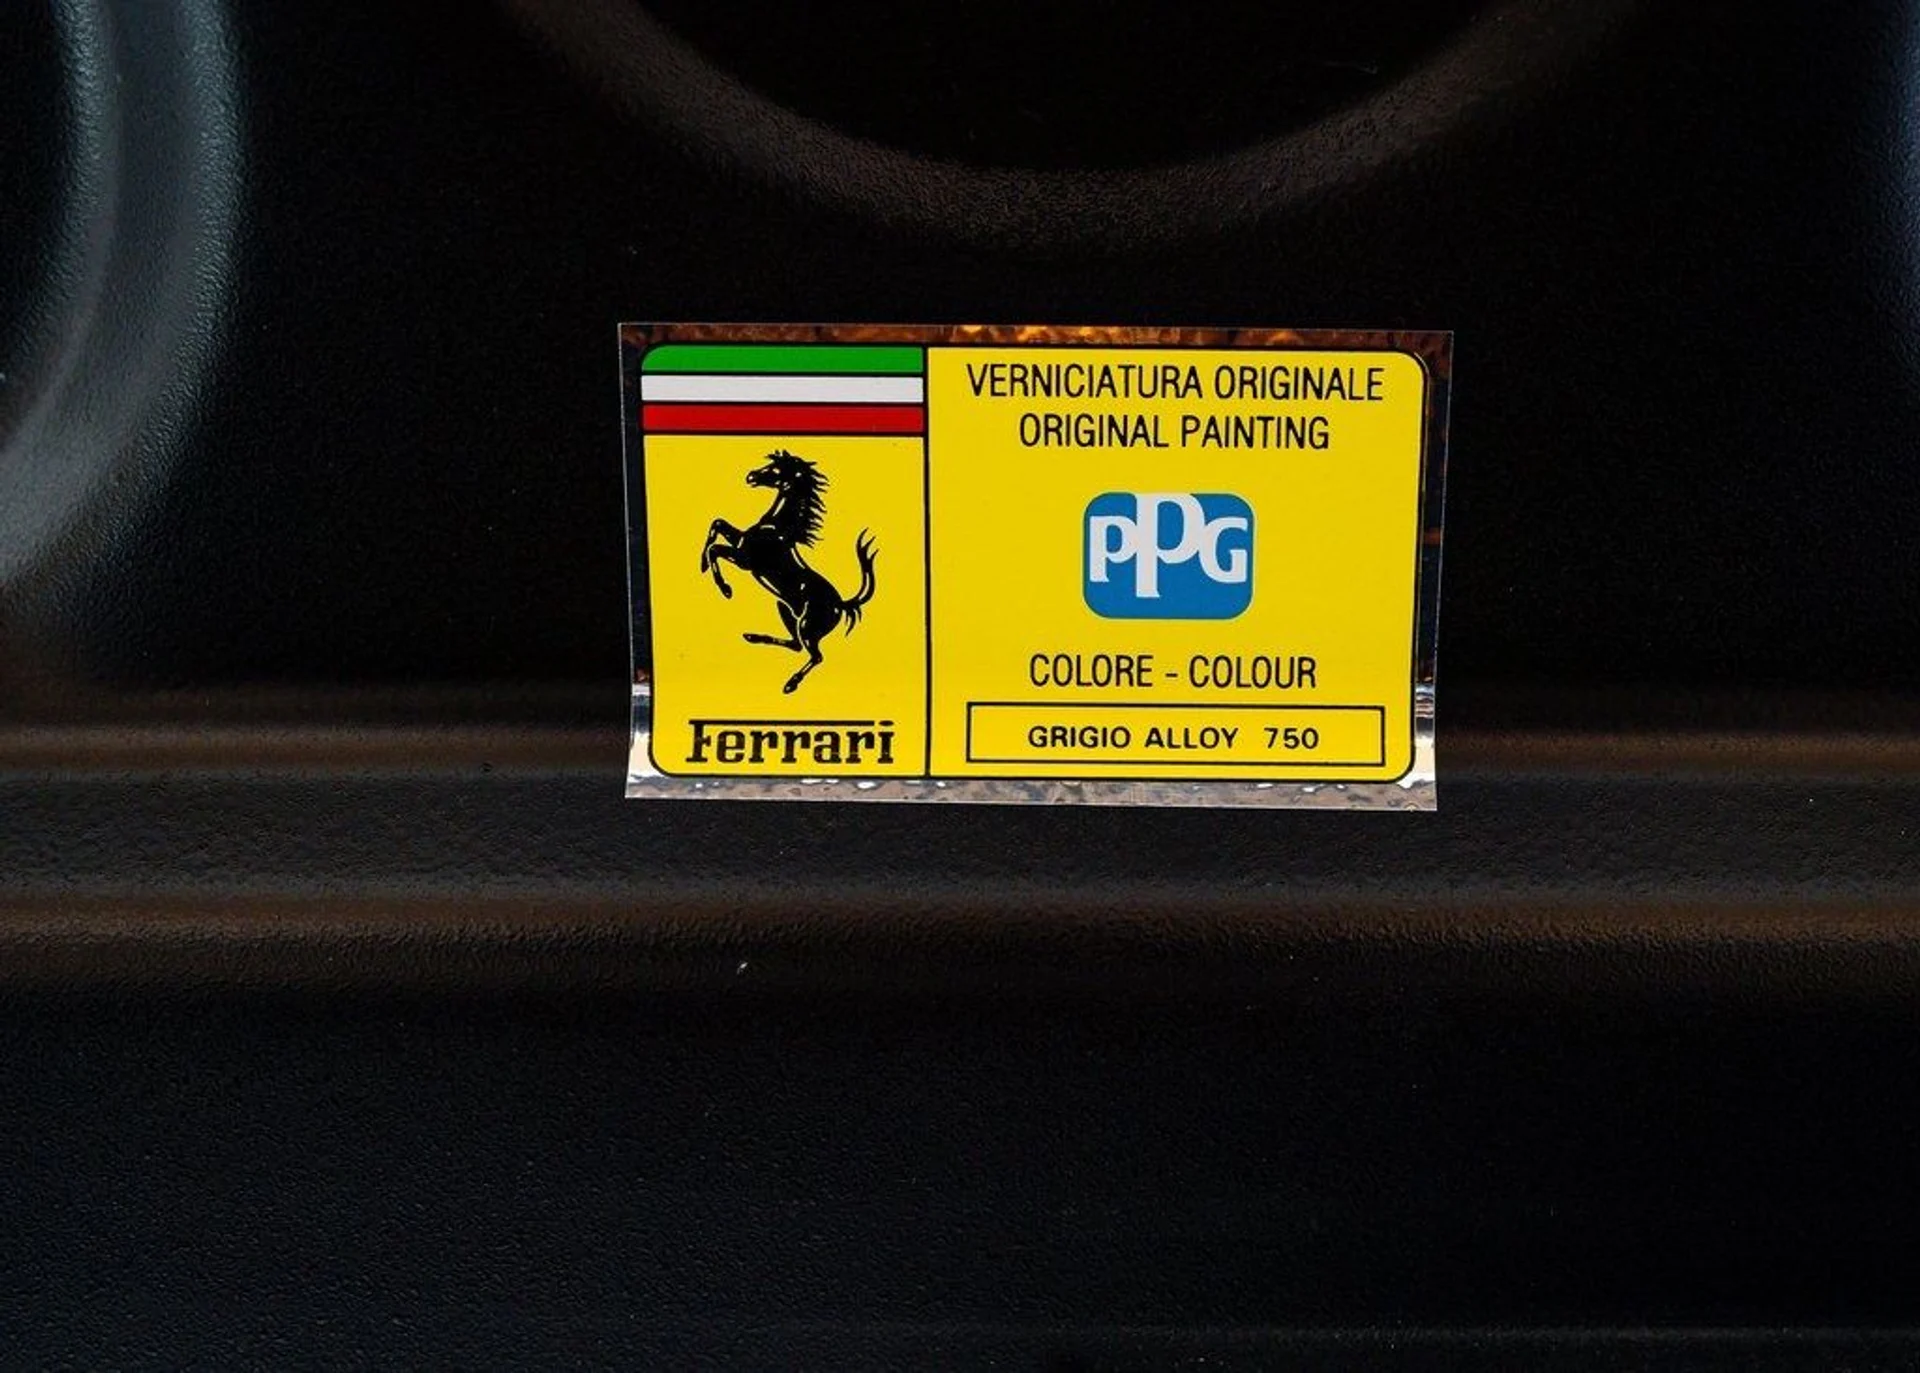 VERNICIATURA ORIGINALE
ORIGINAL PAINTING
PPG
COLORE - COLOUR
GRIGIO ALLOY 750
Ferrari